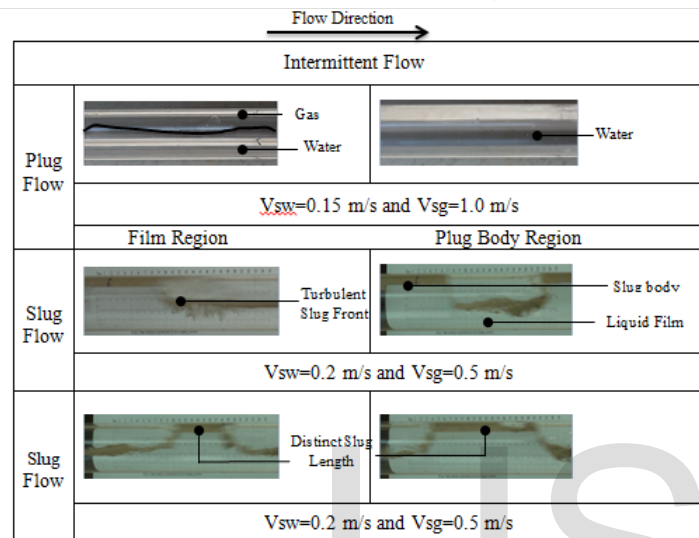 Flow Direction
Intermittent Flow
Plug
Flow
Gas
Water
Water
Vsw=0.15 m/s and Vsg=1.0 m/s
Film Region
Plug Body Region
Slug
Flow
Turbulent
Slug Front
Slug body
Liquid Film
Vsw=0.2 m/s and Vsg=0.5 m/s
Slug
Flow
Distinct Slug
Length
Vsw=0.2 m/s and Vsg=0.5 m/s